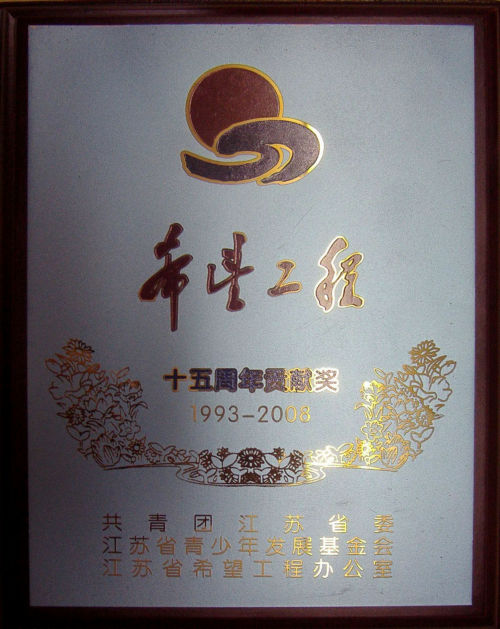 希望工程
十五周年贡献奖
1993-2008
共青团江苏省委
江苏省青少年发展基金会
江苏省希望工程办公室